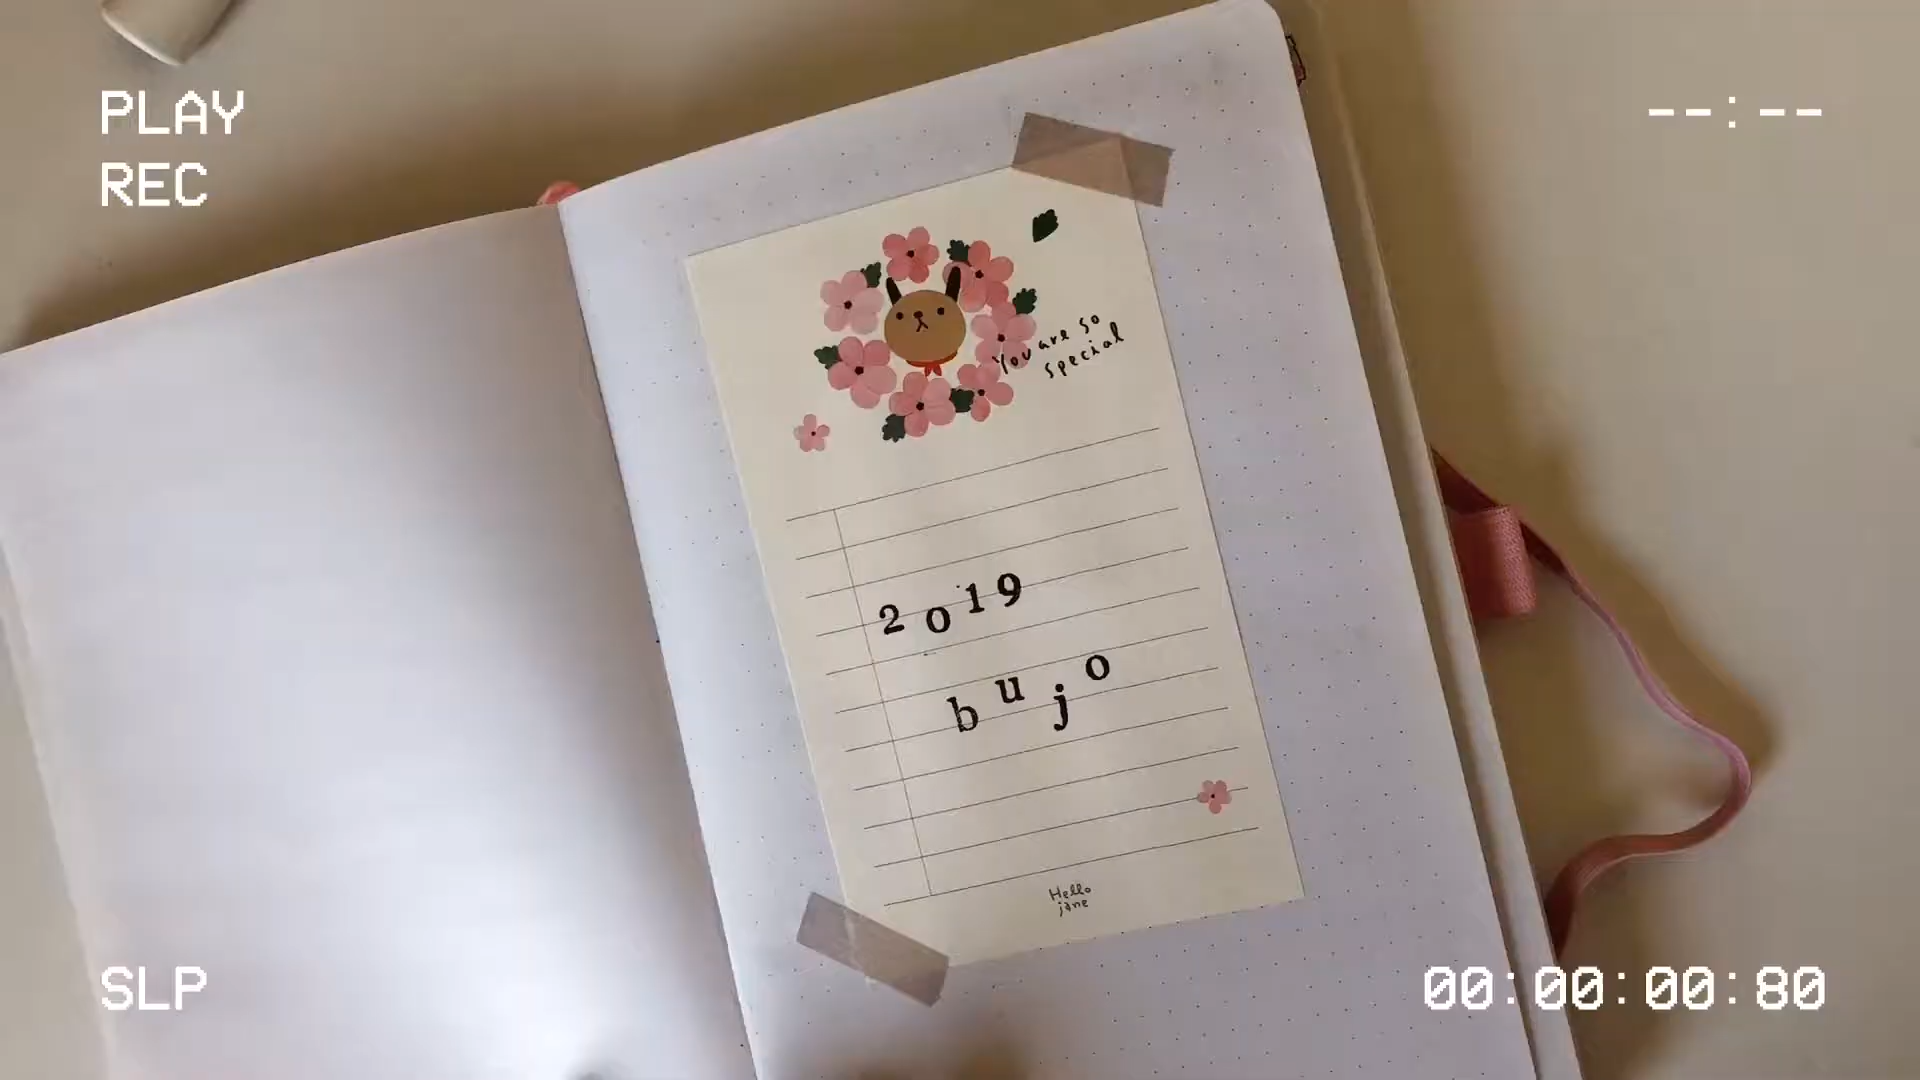 PLAY
REC
--:--
You are so
special
2019
bujo
Hello
jane
SLP
00:00:00:80